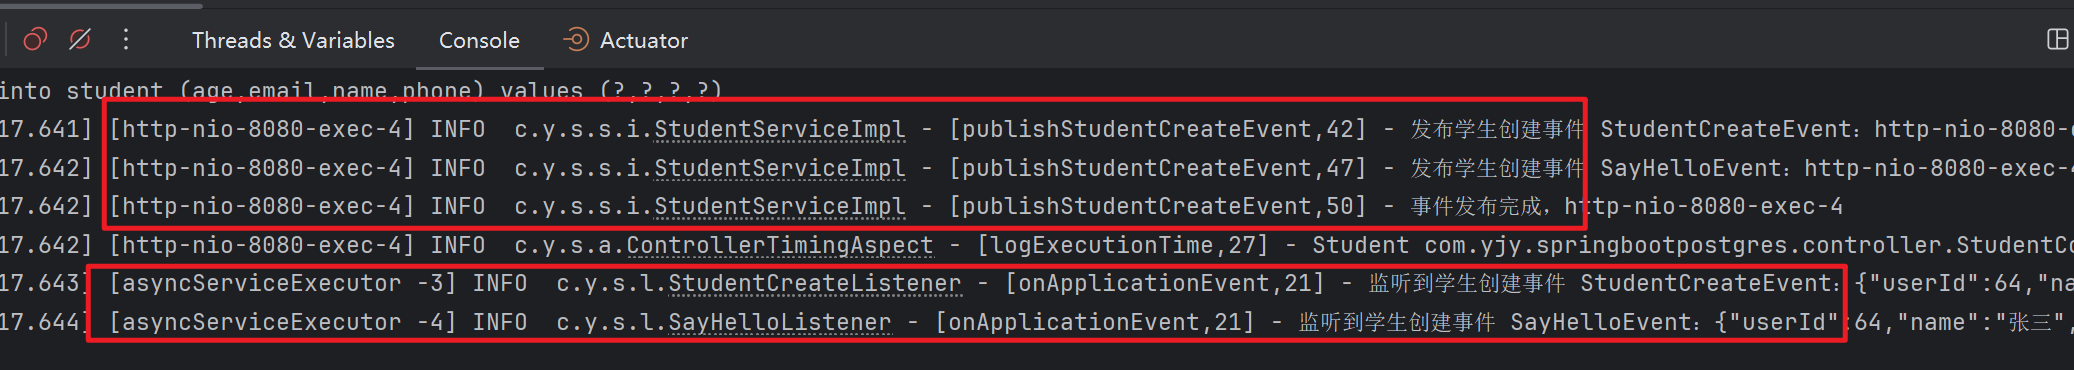 Threads & Variables Console Actuator
into student (age,email,name,phone) values (?,?,?,?)
17.641] [http-nio-8080-exec-4] INFO  c.y.s.s.i.StudentServiceImpl - [publishStudentCreateEvent,42] - 发布学生创建事件 StudentCreateEvent：http-nio-8080-e
17.642] [http-nio-8080-exec-4] INFO  c.y.s.s.i.StudentServiceImpl - [publishStudentCreateEvent,47] - 发布学生创建事件 SayHelloEvent：http-nio-8080-exec-4
17.642] [http-nio-8080-exec-4] INFO  c.y.s.s.i.StudentServiceImpl - [publishStudentCreateEvent,50] - 事件发布完成，http-nio-8080-exec-4
17.642] [http-nio-8080-exec-4] INFO  c.y.s.a.ControllerTimingAspect - [logExecutionTime,27] - Student com.yjy.springbootpostgres.controller.StudentCo
17.643] [asyncServiceExecutor -3] INFO  c.y.s.l.StudentCreateListener - [onApplicationEvent,21] - 监听到学生创建事件 StudentCreateEvent：{"userId":64,"na
17.644] [asyncServiceExecutor -4] INFO  c.y.s.l.SayHelloListener - [onApplicationEvent,21] - 监听到学生创建事件 SayHelloEvent：{"userId":64,"name":"张三",